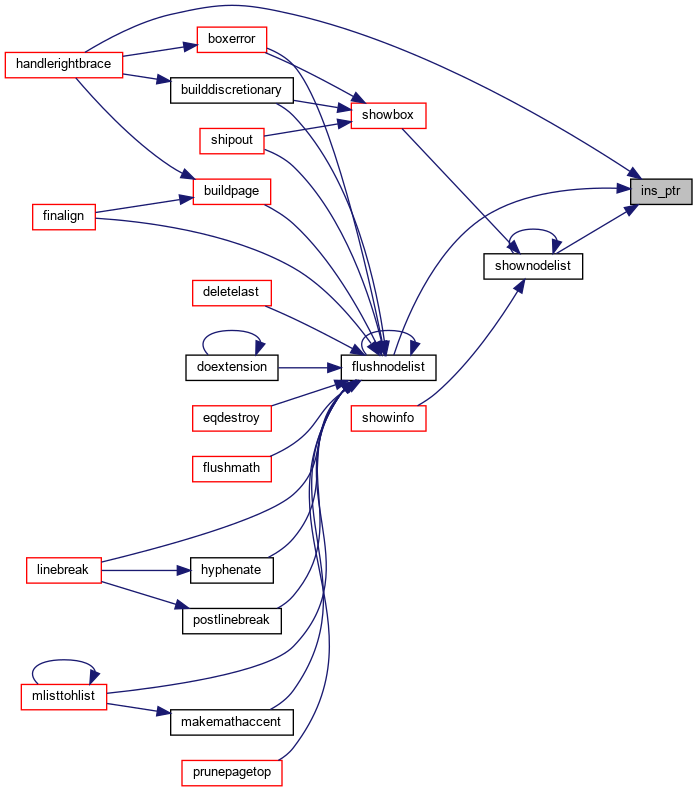 boxerror
handlerightbrace
builddiscretionary
showbox
shipout
buildpage
ins_ptr
finalign
shownodelist
deletelast
doextension
flushnodelist
eqdestroy
showinfo
flushmath
linebreak
hyphenate
postlinebreak
mlisttohlist
makemathaccent
prunepagetop